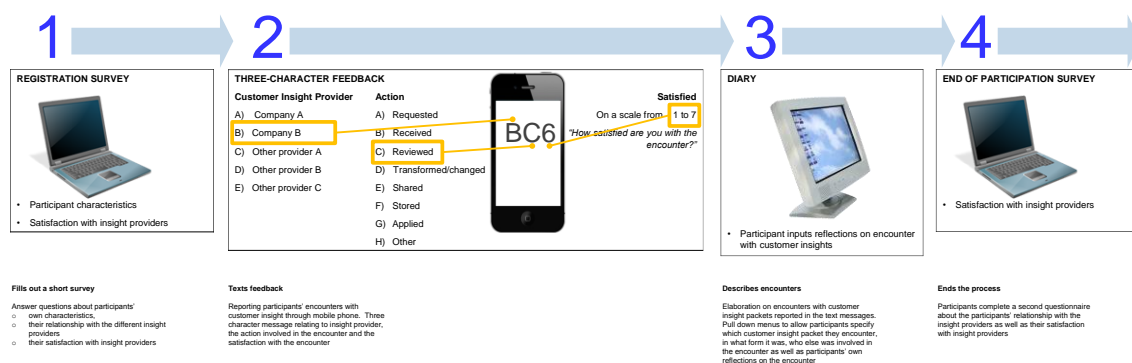 1
2
3
4
REGISTRATION SURVEY
• Participant characteristics
• Satisfaction with insight providers
THREE-CHARACTER FEEDBACK
Customer Insight Provider
A) Company A
B) Company B
C) Other provider A
D) Other provider B
E) Other provider C
Action
A) Requested
B) Received
C) Reviewed
D) Transformed/changed
E) Shared
F) Stored
G) Applied
H) Other
BC6
Satisfied
On a scale from 1 to 7
“How satisfied are you with the
encounter?”
DIARY
• Participant inputs reflections on encounter
with customer insights
END OF PARTICIPATION SURVEY
• Satisfaction with insight providers
Fills out a short survey
Answer questions about participants’
o own characteristics,
o their relationship with the different insight
providers
o their satisfaction with insight providers
Texts feedback
Reporting participants’ encounters with
customer insight through mobile phone. Three
character message relating to insight provider,
the action involved in the encounter and the
satisfaction with the encounter
Describes encounters
Elaboration on encounters with customer
insight packets reported in the text messages.
Pull down menus to allow participants specify
which customer insight packet they encounter,
in what form it was, who else was involved in
the encounter as well as participants’ own
reflections on the encounter
Ends the process
Participants complete a second questionnaire
about the participants’ relationship with the
insight providers as well as their satisfaction
with insight providers